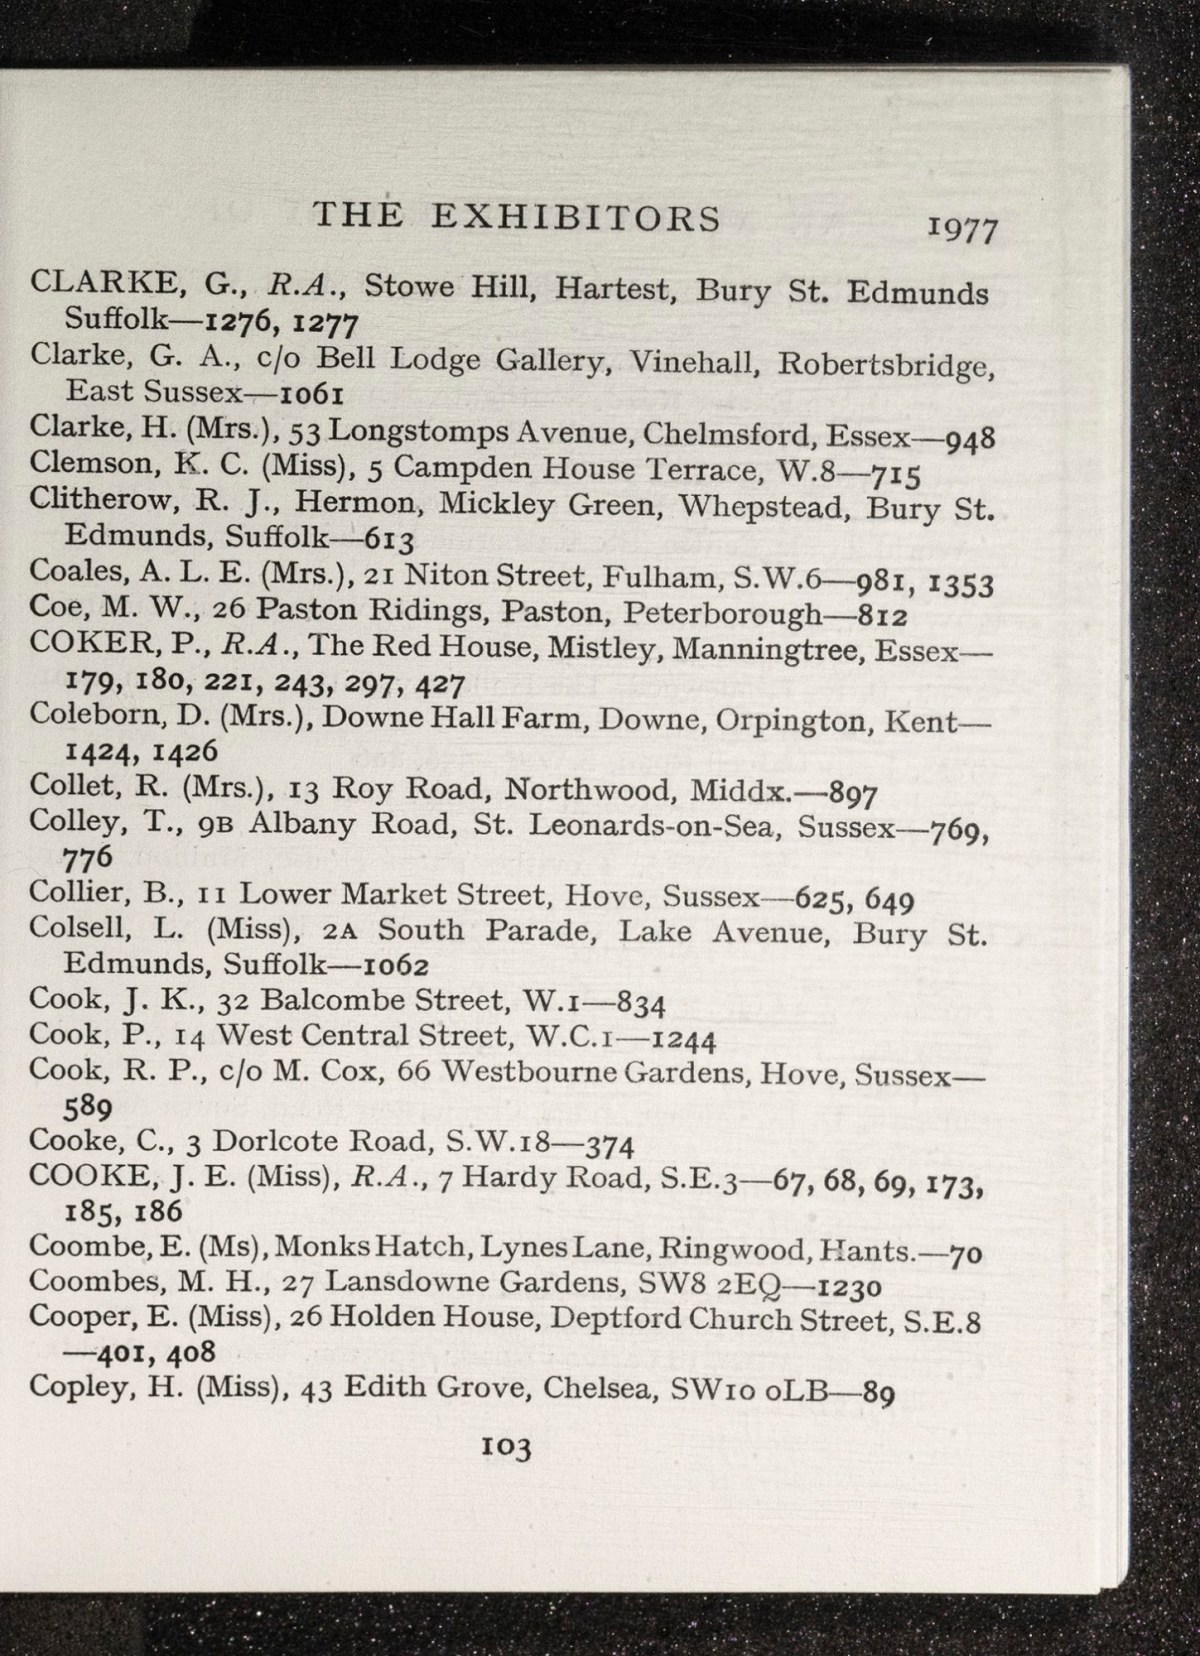 THE EXHIBITORS 1977
CLARKE, G., R.A., Stowe Hill, Hartest, Bury St. Edmunds
Suffolk—1276, 1277
Clarke, G. A., c/o Bell Lodge Gallery, Vinehall, Robertsbridge,
East Sussex—1061
Clarke, H. (Mrs.), 53 Longstomps Avenue, Chelmsford, Essex—948
Clemson, K. C. (Miss), 5 Campden House Terrace, W.8—715
Clitherow, R. J., Hermon, Mickley Green, Whepstead, Bury St.
Edmunds, Suffolk—613
Coales, A. L. E. (Mrs.), 21 Niton Street, Fulham, S.W.6—981, 1353
Coe, M. W., 26 Paston Ridings, Paston, Peterborough—812
COKER, P., R.A., The Red House, Mistley, Manningtree, Essex—
179, 180, 221, 243, 297, 427
Coleborn, D. (Mrs.), Downe Hall Farm, Downe, Orpington, Kent—
1424, 1426
Collet, R. (Mrs.), 13 Roy Road, Northwood, Middx.—897
Colley, T., 9B Albany Road, St. Leonards-on-Sea, Sussex—769,
776
Collier, B., 11 Lower Market Street, Hove, Sussex—625, 649
Colsell, L. (Miss), 2A South Parade, Lake Avenue, Bury St.
Edmunds, Suffolk—1062
Cook, J. K., 32 Balcombe Street, W.1—834
Cook, P., 14 West Central Street, W.C.1—1244
Cook, R. P., c/o M. Cox, 66 Westbourne Gardens, Hove, Sussex—
589
Cooke, C., 3 Dorlcote Road, S.W.18—374
COOKE, J. E. (Miss), R.A., 7 Hardy Road, S.E.3—67, 68, 69, 173,
185, 186
Coombe, E. (Ms), Monks Hatch, Lynes Lane, Ringwood, Hants.—70
Coombes, M. H., 27 Lansdowne Gardens, SW8 2EQ—1230
Cooper, E. (Miss), 26 Holden House, Deptford Church Street, S.E.8
—401, 408
Copley, H. (Miss), 43 Edith Grove, Chelsea, SW10 0LB—89
103